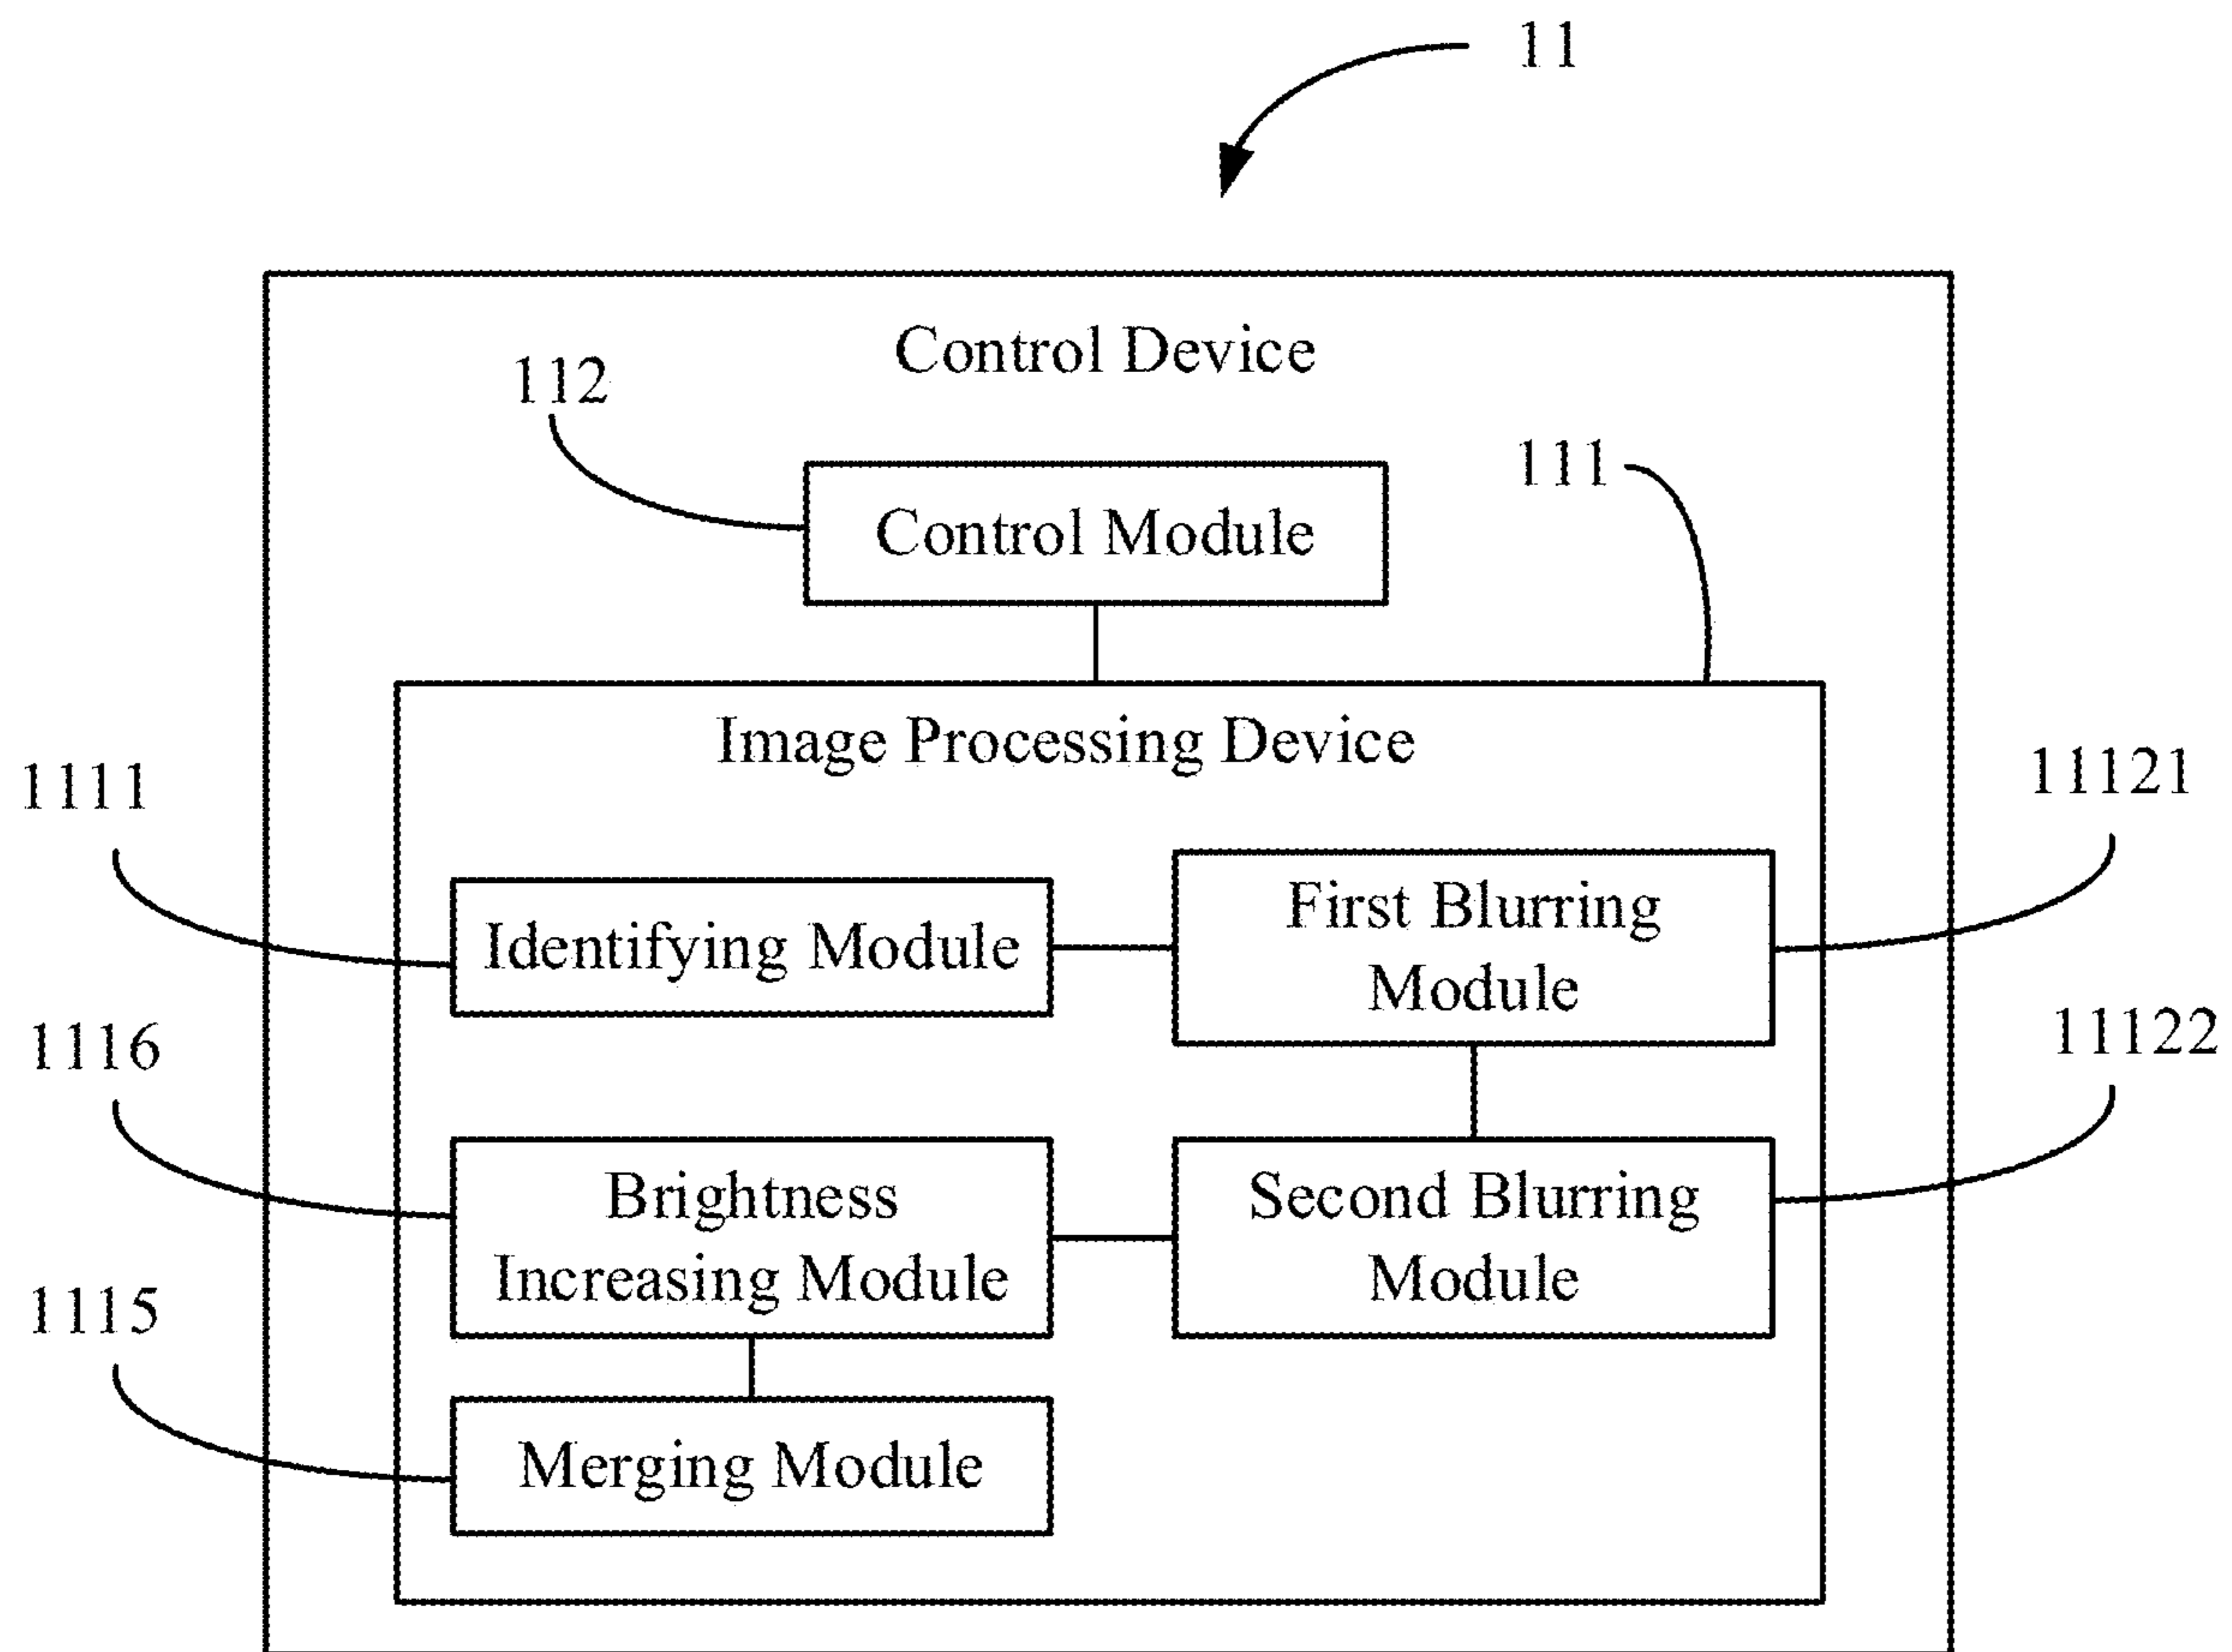 11
Control Device
112
111
Control Module
Image Processing Device
1111
11121
Identifying Module
First Blurring
Module
1116
11122
Brightness
Increasing Module
Second Blurring
Module
1115
Merging Module